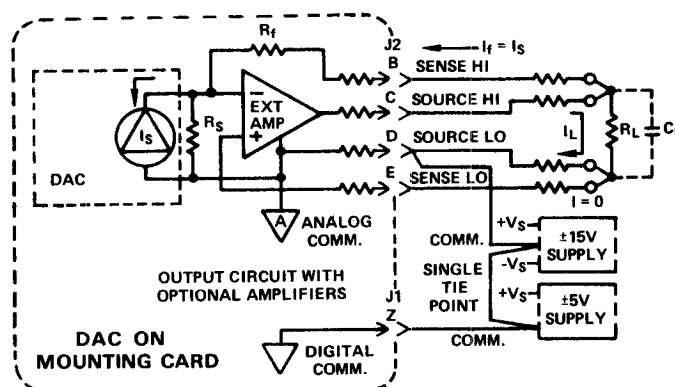 Rf
J2
If = IS
B SENSE HI
−
EXT
AMP
+
C SOURCE HI
IS
RS
DAC
D SOURCE LO
IL
RL
C
E SENSE LO
I = 0
A
ANALOG
COMM.
+VS
COMM.
±15V
SUPPLY
−VS
SINGLE
TIE
POINT
OUTPUT CIRCUIT WITH
OPTIONAL AMPLIFIERS
+VS
±5V
SUPPLY
J1
Z
COMM.
DAC ON
MOUNTING CARD
DIGITAL
COMM.